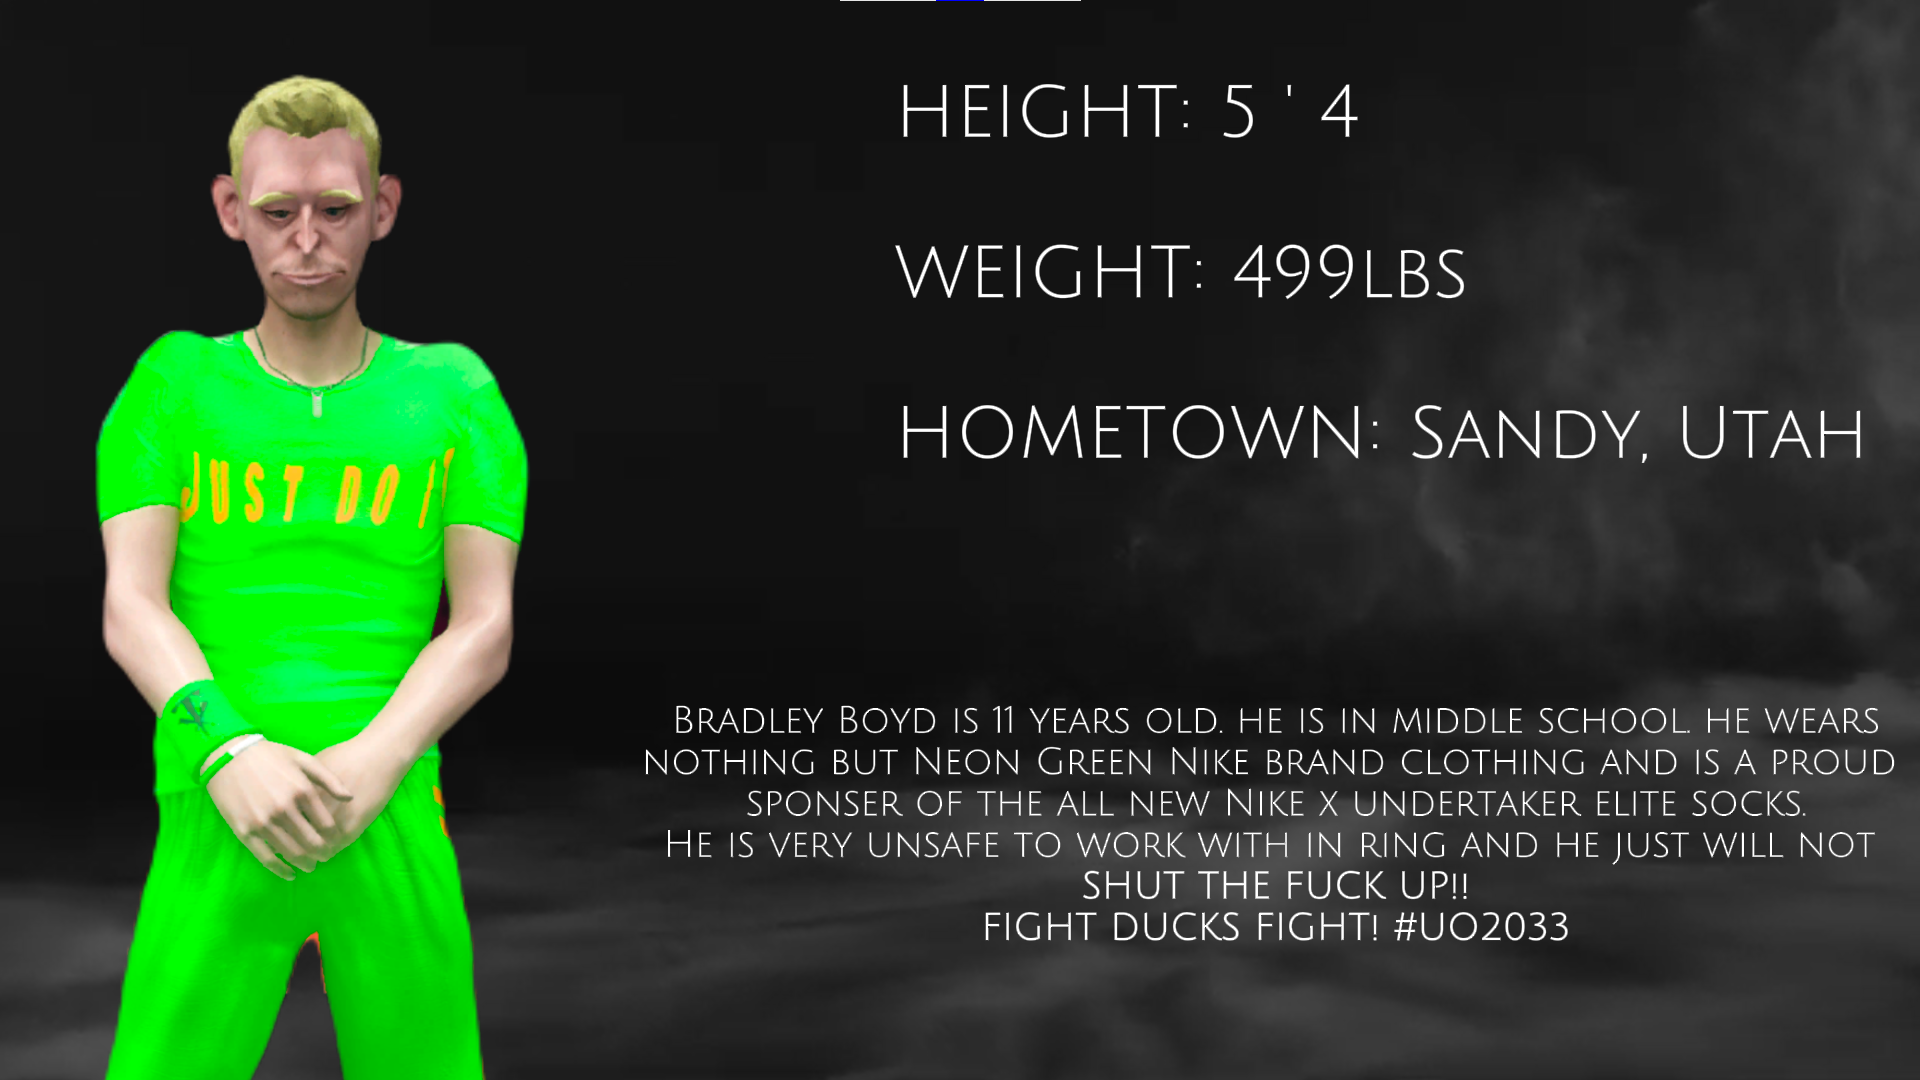 HEIGHT: 5 ' 4
WEIGHT: 499LBS
HOMETOWN: SANDY, UTAH
JUST DO IT
BRADLEY BOYD IS 11 YEARS OLD. HE IS IN MIDDLE SCHOOL. HE WEARS
NOTHING BUT NEON GREEN NIKE BRAND CLOTHING AND IS A PROUD
SPONSER OF THE ALL NEW NIKE X UNDERTAKER ELITE SOCKS.
HE IS VERY UNSAFE TO WORK WITH IN RING AND HE JUST WILL NOT
SHUT THE FUCK UP!!
FIGHT DUCKS FIGHT! #UO2033